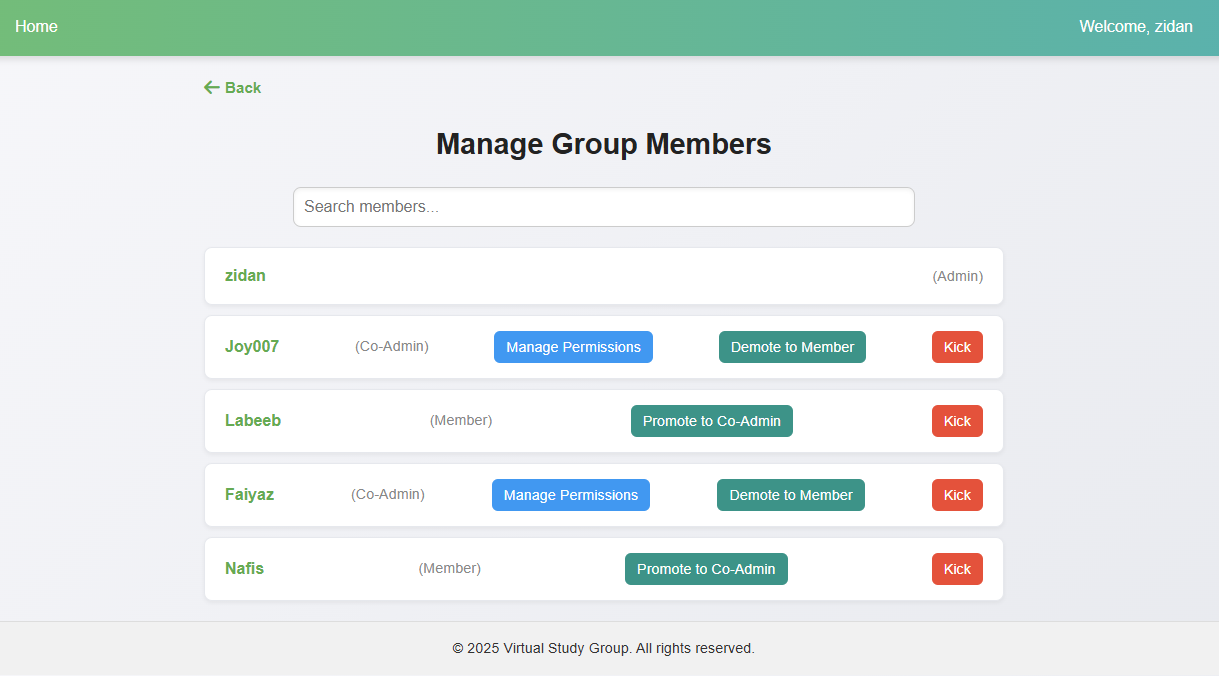 Home Welcome, zidan
Back
Manage Group Members
Search members...
zidan (Admin)
Joy007 (Co-Admin) Manage Permissions Demote to Member Kick
Labeeb (Member) Promote to Co-Admin Kick
Faiyaz (Co-Admin) Manage Permissions Demote to Member Kick
Nafis (Member) Promote to Co-Admin Kick
© 2025 Virtual Study Group. All rights reserved.